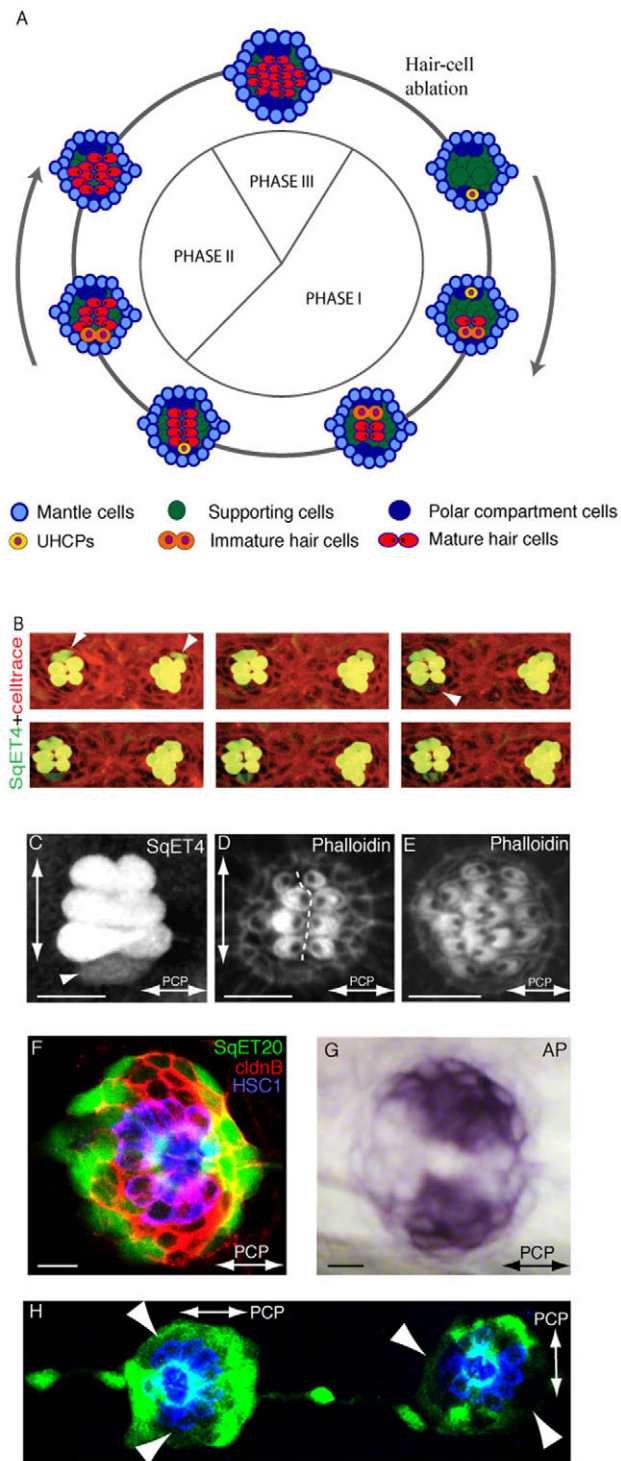 A
Hair-cell
ablation
PHASE III
PHASE II
PHASE I
Mantle cells
Supporting cells
Polar compartment cells
UHCPs
Immature hair cells
Mature hair cells
B
SqET4+celltrace
C
SqET4
PCP
D
Phalloidin
PCP
E
Phalloidin
PCP
F
SqET20
cldnB
HSC1
PCP
G
AP
PCP
H
PCP
PCP